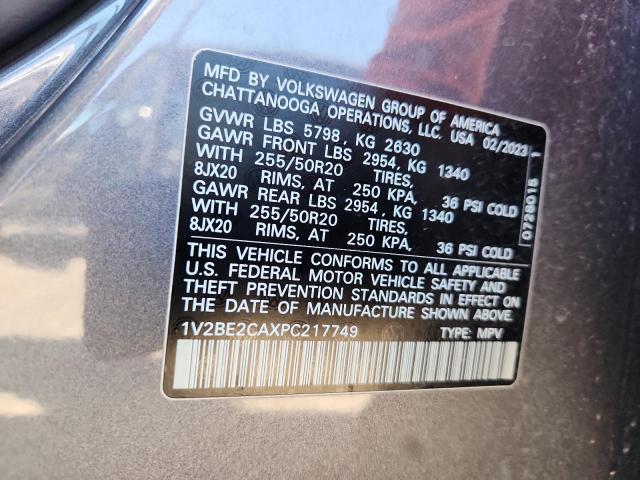 MFD BY VOLKSWAGEN GROUP OF AMERICA
CHATTANOOGA OPERATIONS, LLC. USA 02/2023
GVWR LBS 5798, KG 2630
GAWR FRONT LBS 2954, KG 1340
WITH 255/50R20 TIRES,
8JX20 RIMS, AT 250 KPA, 36 PSI COLD
GAWR REAR LBS 2954, KG 1340
WITH 255/50R20 TIRES,
8JX20 RIMS, AT 250 KPA, 36 PSI COLD
THIS VEHICLE CONFORMS TO ALL APPLICABLE
U.S. FEDERAL MOTOR VEHICLE SAFETY AND
THEFT PREVENTION STANDARDS IN EFFECT ON
THE DATE OF MANUFACTURE SHOWN ABOVE.
1V2BE2CAXPC217749 TYPE: MPV
0728015 1